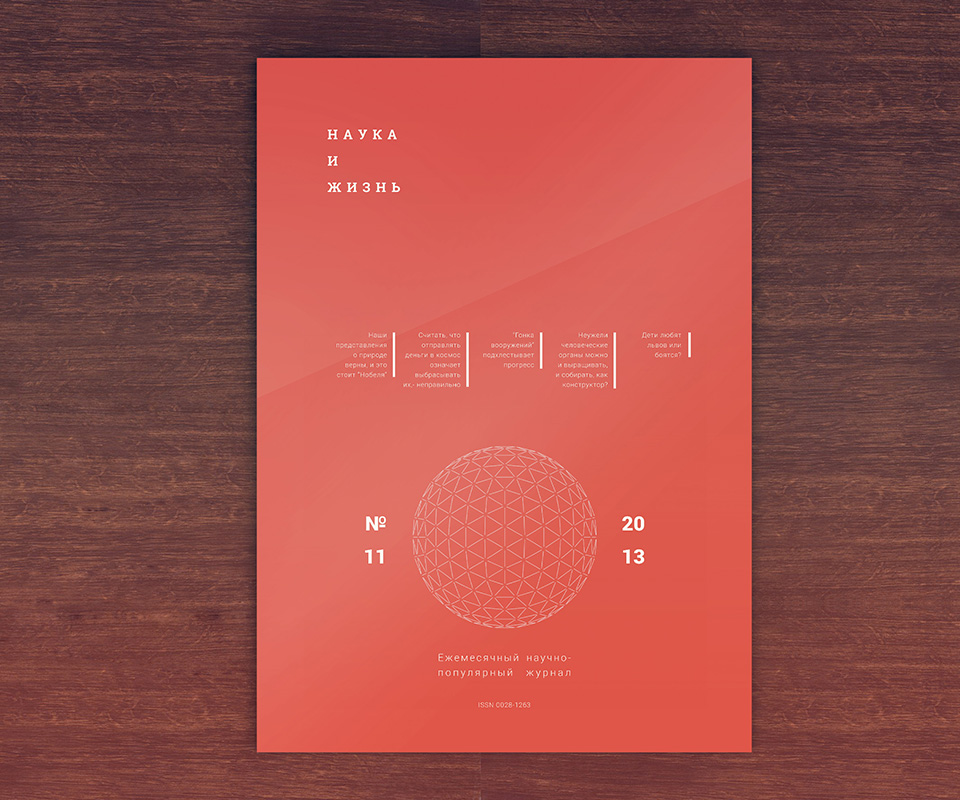 НАУКА
И
ЖИЗНЬ
Наши
представления
о природе
верны, и это
стоит "Нобеля"
Считать, что
отправлять
деньги в космос
означает
выбрасывать
их,- неправильно
"Гонка
вооружений"
подхлестывает
прогресс
Неужели
человеческие
органы можно
и выращивать,
и собирать, как
конструктор?
Дети любят
львов или
боятся?
№
11
20
13
Ежемесячный научно-
популярный журнал
ISSN 0028-1263